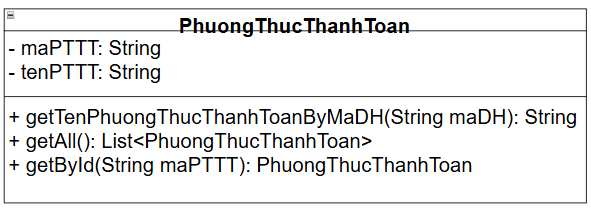 PhuongThucThanhToan
- maPTTT: String
- tenPTTT: String
+ getTenPhuongThucThanhToanByMaDH(String maDH): String
+ getAll(): List<PhuongThucThanhToan>
+ getById(String maPTTT): PhuongThucThanhToan